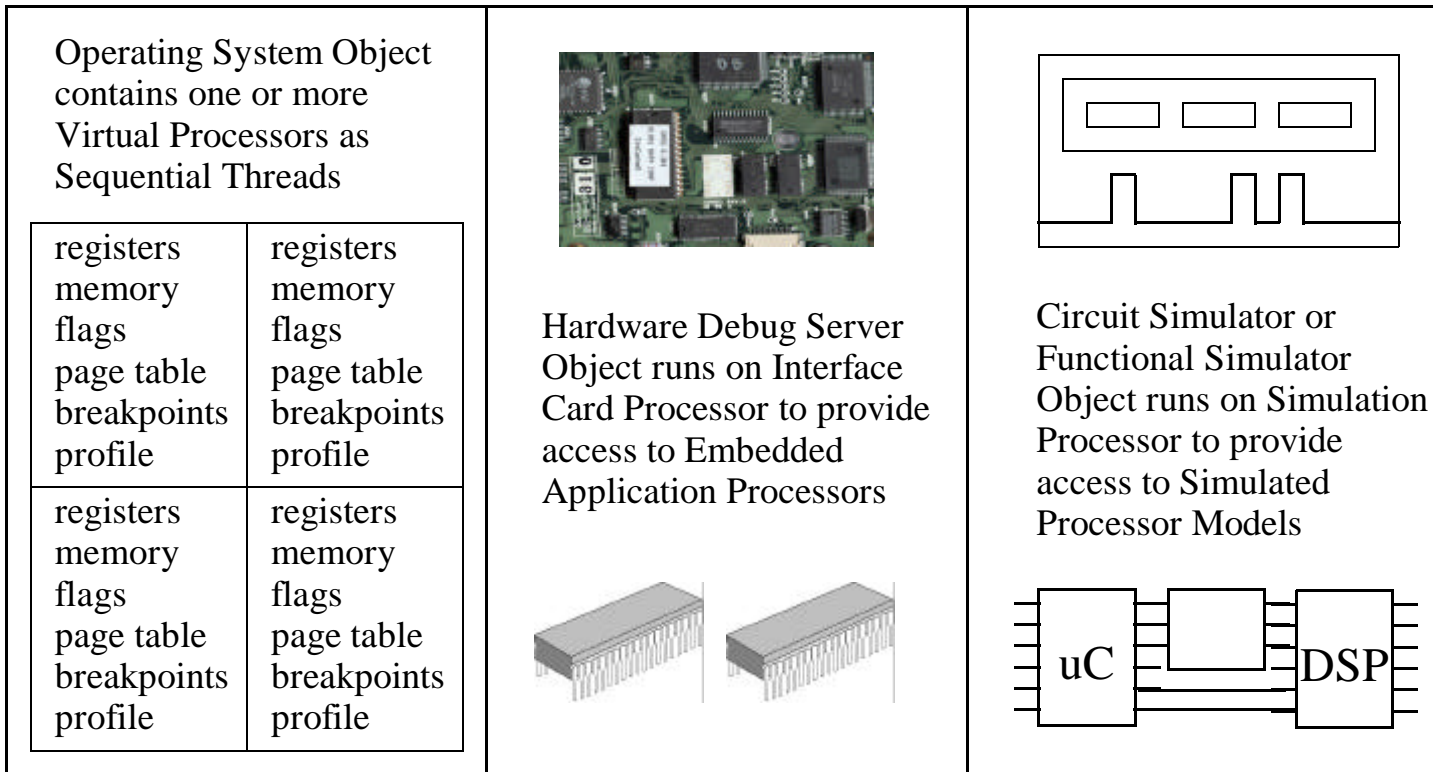 Operating System Object
contains one or more
Virtual Processors as
Sequential Threads
registers
memory
flags
page table
breakpoints
profile
registers
memory
flags
page table
breakpoints
profile
registers
memory
flags
page table
breakpoints
profile
registers
memory
flags
page table
breakpoints
profile
Hardware Debug Server
Object runs on Interface
Card Processor to provide
access to Embedded
Application Processors
Circuit Simulator or
Functional Simulator
Object runs on Simulation
Processor to provide
access to Simulated
Processor Models
uC
DSP